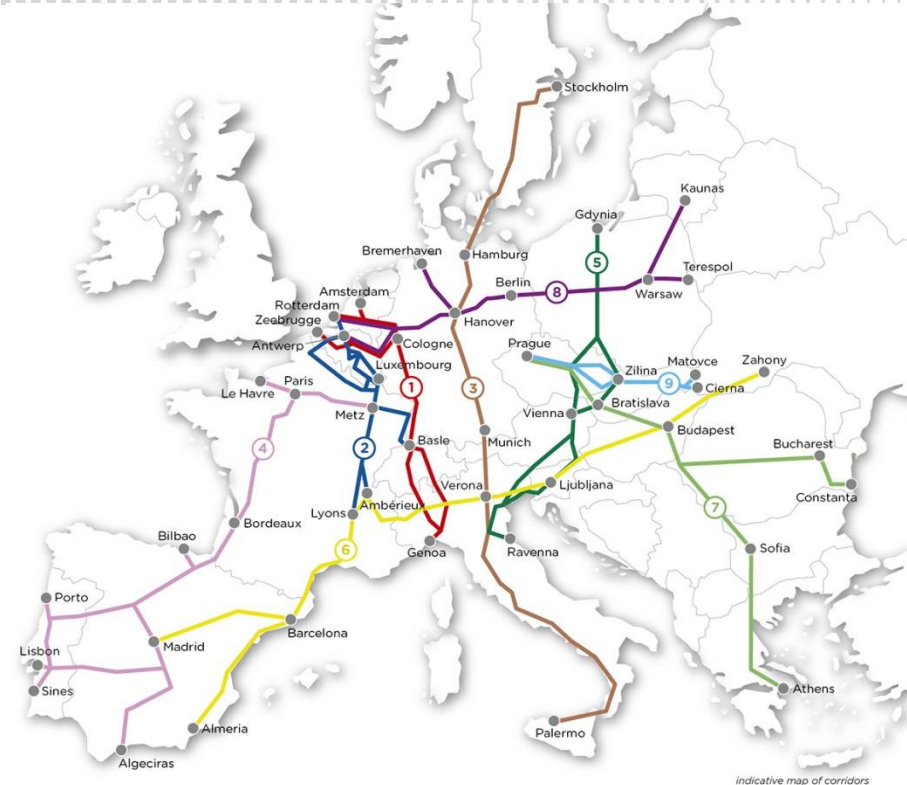 Stockholm
Kaunas
Gdynia
5
Bremerhaven
Hamburg
Berlin
8
Terespol
Warsaw
Amsterdam
Rotterdam
Zeebrugge
Hanover
Antwerp
Cologne
Prague
Luxembourg
Zilina
Matovce
Zahony
9
Cierna
Le Havre
Paris
1
3
Metz
Vienna
Bratislava
Budapest
4
2
Basle
Munich
Bucharest
Verona
Ljubljana
Constanta
Ambérieux
Lyons
7
Bordeaux
Bilbao
6
Genoa
Ravenna
Sofia
Porto
Barcelona
Madrid
Lisbon
Sines
Athens
Almeria
Palermo
Algeciras
indicative map of corridors